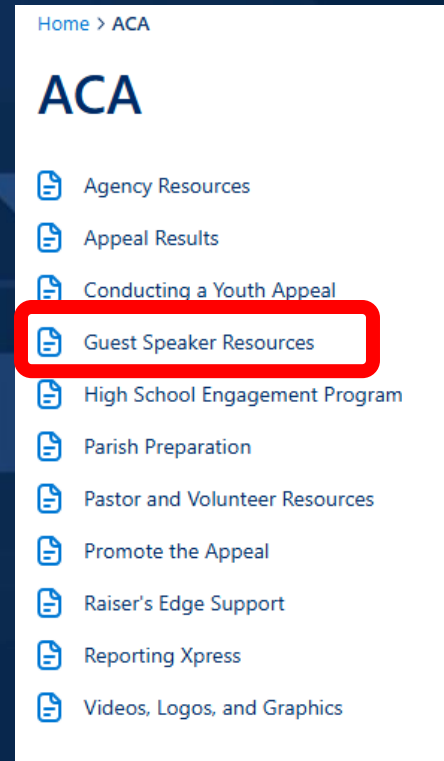 Home > ACA
ACA
Agency Resources
Appeal Results
Conducting a Youth Appeal
Guest Speaker Resources
High School Engagement Program
Parish Preparation
Pastor and Volunteer Resources
Promote the Appeal
Raiser's Edge Support
Reporting Xpress
Videos, Logos, and Graphics